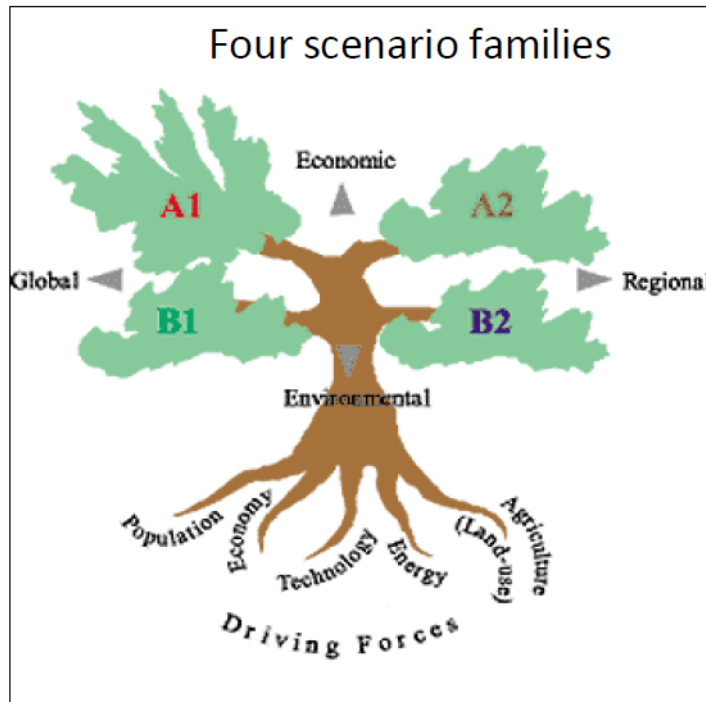 Four scenario families
Economic
A1
A2
Global
Regional
B1
B2
Environmental
Population
Economy
Technology
Energy
Agriculture
(Land-use)
Driving Forces